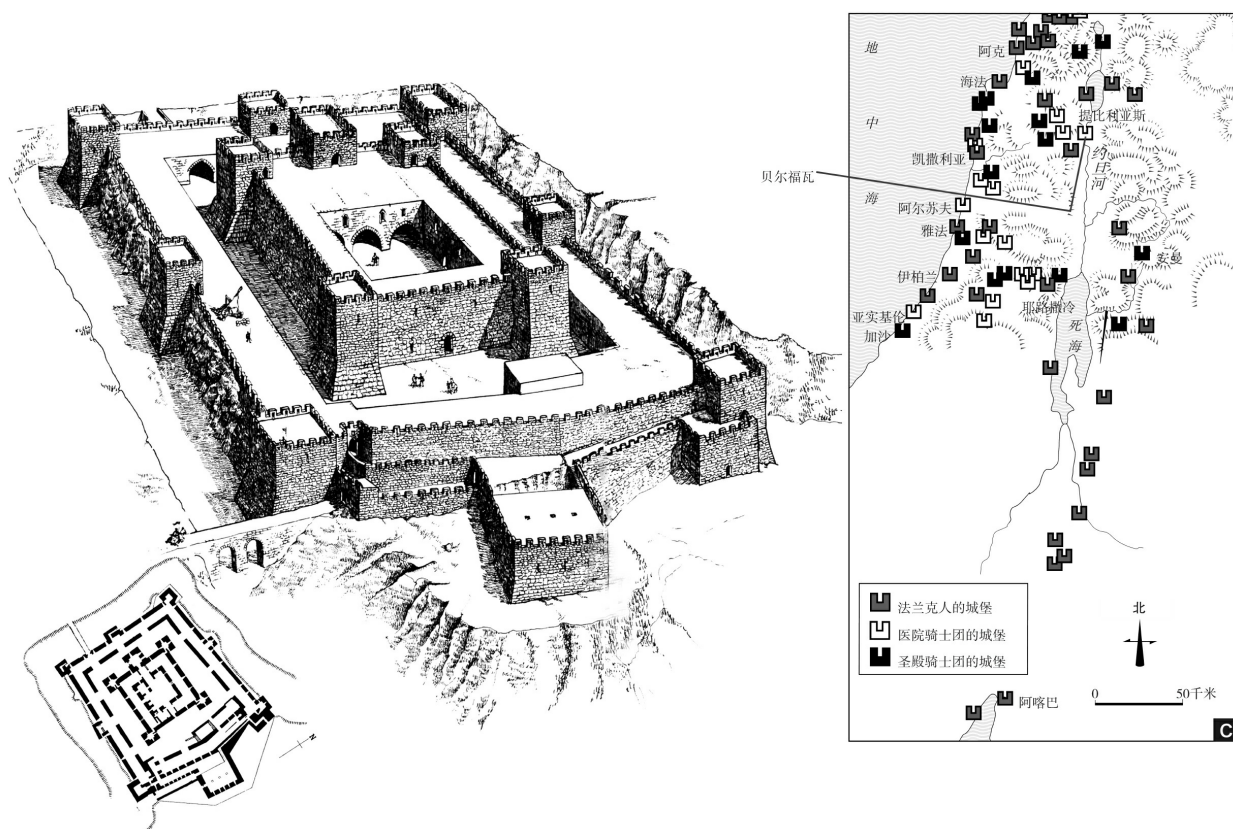 贝尔福瓦
N
地
中
海
阿克
海法
提比利亚斯
凯撒利亚
约旦河
阿尔苏夫
雅法
安曼
伊柏兰
耶路撒冷
亚实基伦
加沙
死海
法兰克人的城堡
医院骑士团的城堡
圣殿骑士团的城堡
北
0 50千米
阿喀巴
C